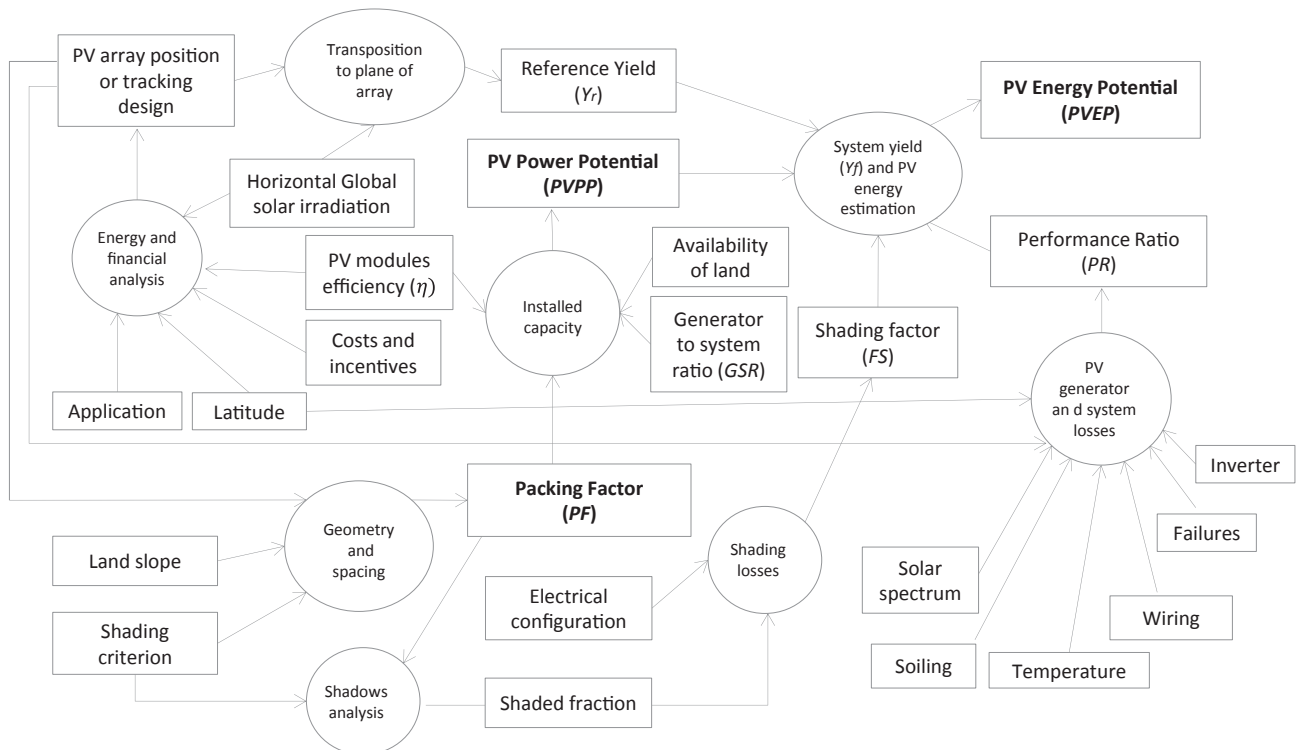 PV array position
or tracking
design
Transposition
to plane of
array
Reference Yield
(Yr)
PV Energy Potential
(PVEP)
PV Power Potential
(PVPP)
System yield
(Yf) and PV
energy
estimation
Horizontal Global
solar irradiation
Energy and
financial
analysis
PV modules
efficiency (η)
Availability
of land
Performance Ratio
(PR)
Installed
capacity
Generator
to system
ratio (GSR)
Shading factor
(FS)
Costs and
incentives
PV
generator
an d system
losses
Application
Latitude
Inverter
Packing Factor
(PF)
Geometry
and
spacing
Failures
Land slope
Shading
losses
Solar
spectrum
Electrical
configuration
Wiring
Shading
criterion
Soiling
Temperature
Shadows
analysis
Shaded fraction